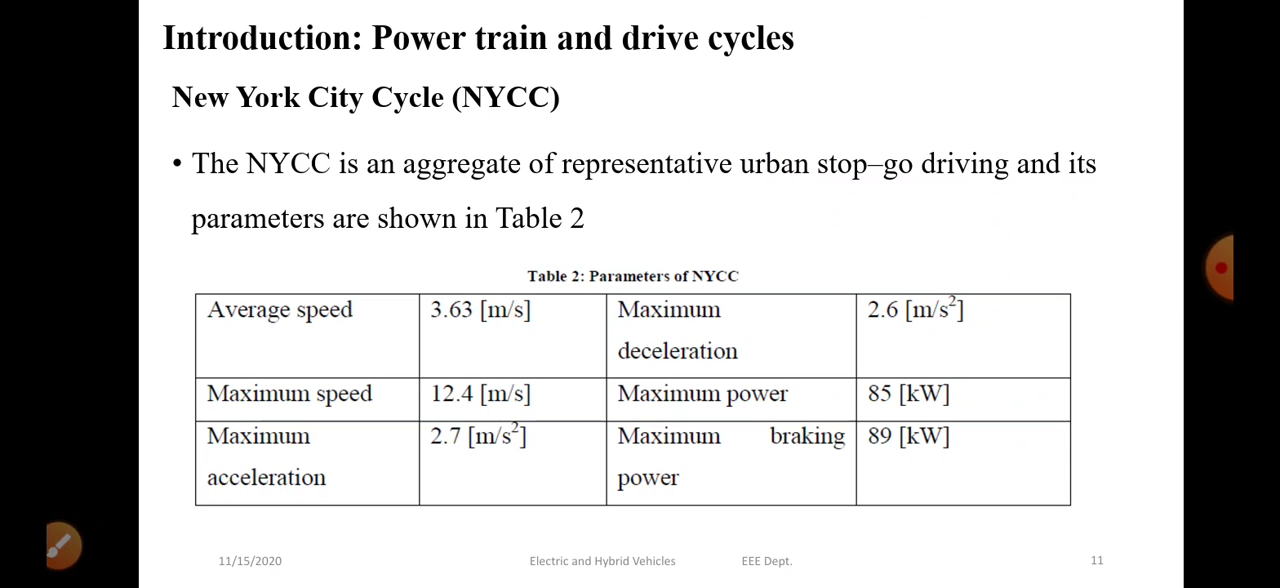 Introduction: Power train and drive cycles
New York City Cycle (NYCC)
• The NYCC is an aggregate of representative urban stop–go driving and its
parameters are shown in Table 2
Table 2: Parameters of NYCC
Average speed 3.63 [m/s] Maximum deceleration 2.6 [m/s²]
Maximum speed 12.4 [m/s] Maximum power 85 [kW]
Maximum acceleration 2.7 [m/s²] Maximum braking power 89 [kW]
11/15/2020 Electric and Hybrid Vehicles EEE Dept. 11